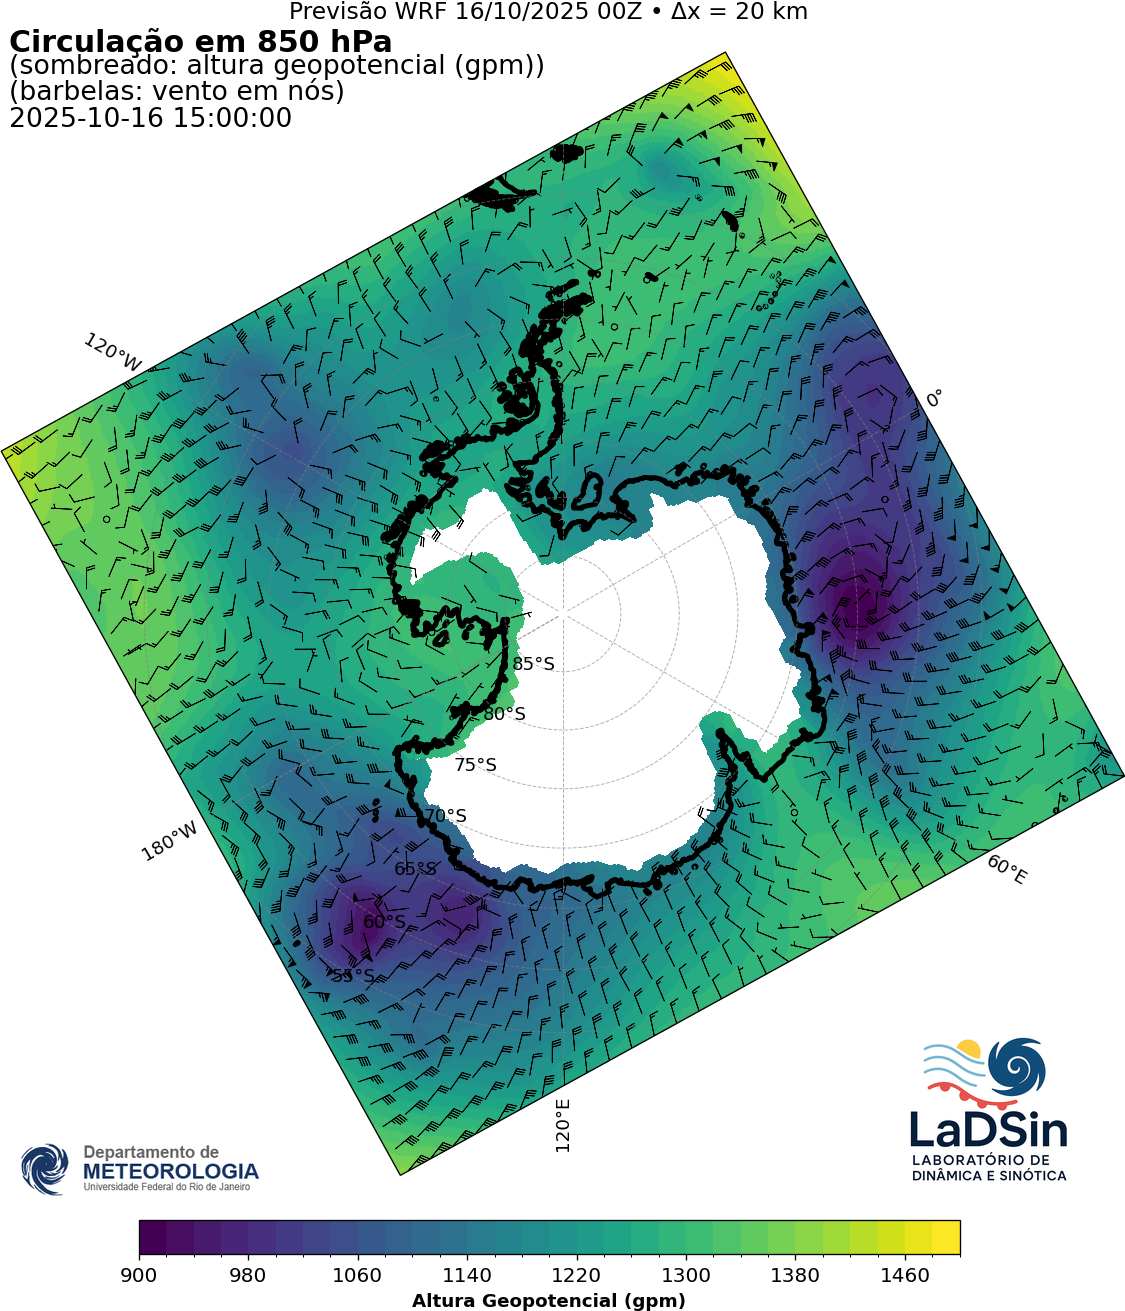 Previsão WRF 16/10/2025 00Z • Δx = 20 km
Circulação em 850 hPa
(sombreado: altura geopotencial (gpm))
(barbelas: vento em nós)
2025-10-16 15:00:00
120°W
0°
85°S
80°S
75°S
70°S
65°S
60°S
55°S
180°W
60°E
120°E
LaDSin
LABORATÓRIO DE
DINÂMICA E SINÓTICA
Departamento de
METEOROLOGIA
Universidade Federal do Rio de Janeiro
900 980 1060 1140 1220 1300 1380 1460
Altura Geopotencial (gpm)